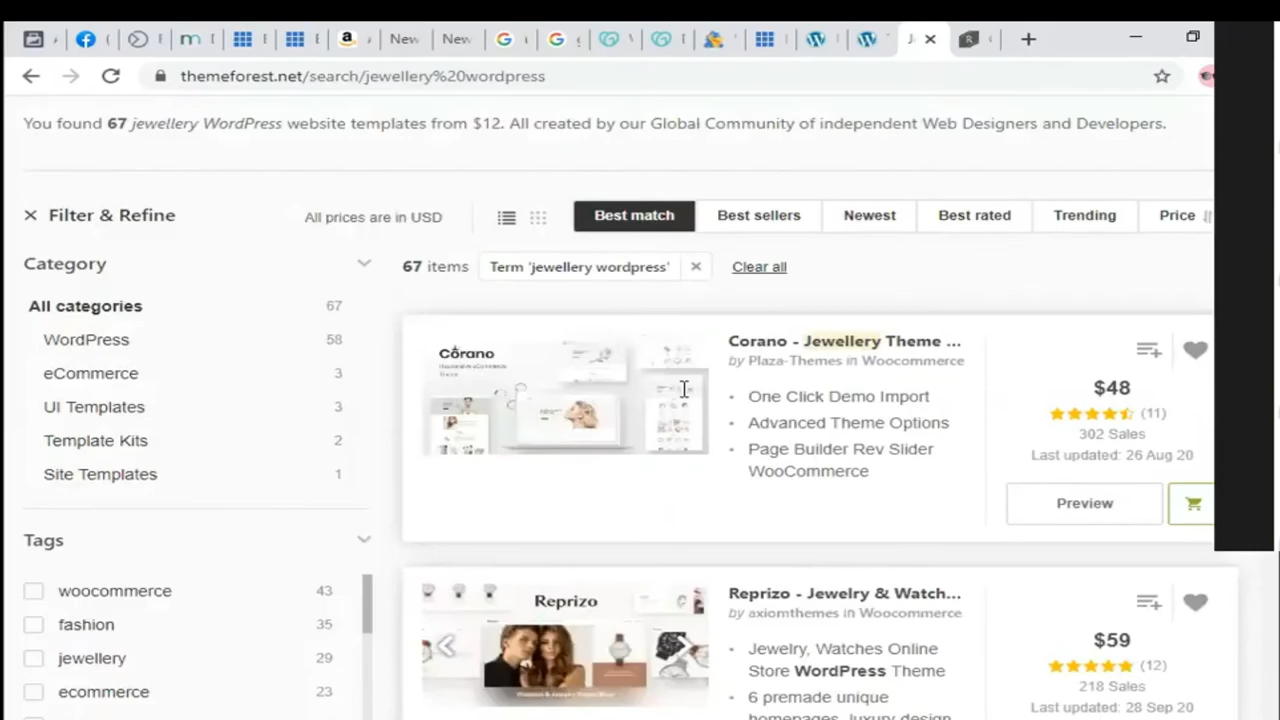 New
New
themeforest.net/search/jewellery%20wordpress
You found 67 jewellery WordPress website templates from $12. All created by our Global Community of independent Web Designers and Developers.
Filter & Refine
All prices are in USD
Best match
Best sellers
Newest
Best rated
Trending
Price
Category
67 items
Term 'jewellery wordpress'
Clear all
All categories 67
WordPress 58
eCommerce 3
UI Templates 3
Template Kits 2
Site Templates 1
Tags
woocommerce 43
fashion 35
jewellery 29
ecommerce 23
Corano
Corano - Jewellery Theme ...
by Plaza-Themes in Woocommerce
• One Click Demo Import
• Advanced Theme Options
• Page Builder Rev Slider
WooCommerce
$48
(11)
302 Sales
Last updated: 26 Aug 20
Preview
Reprizo
Reprizo - Jewelry & Watch...
by axiomthemes in Woocommerce
• Jewelry, Watches Online
Store WordPress Theme
• 6 premade unique
homepages, luxury design
$59
(12)
218 Sales
Last updated: 28 Sep 20